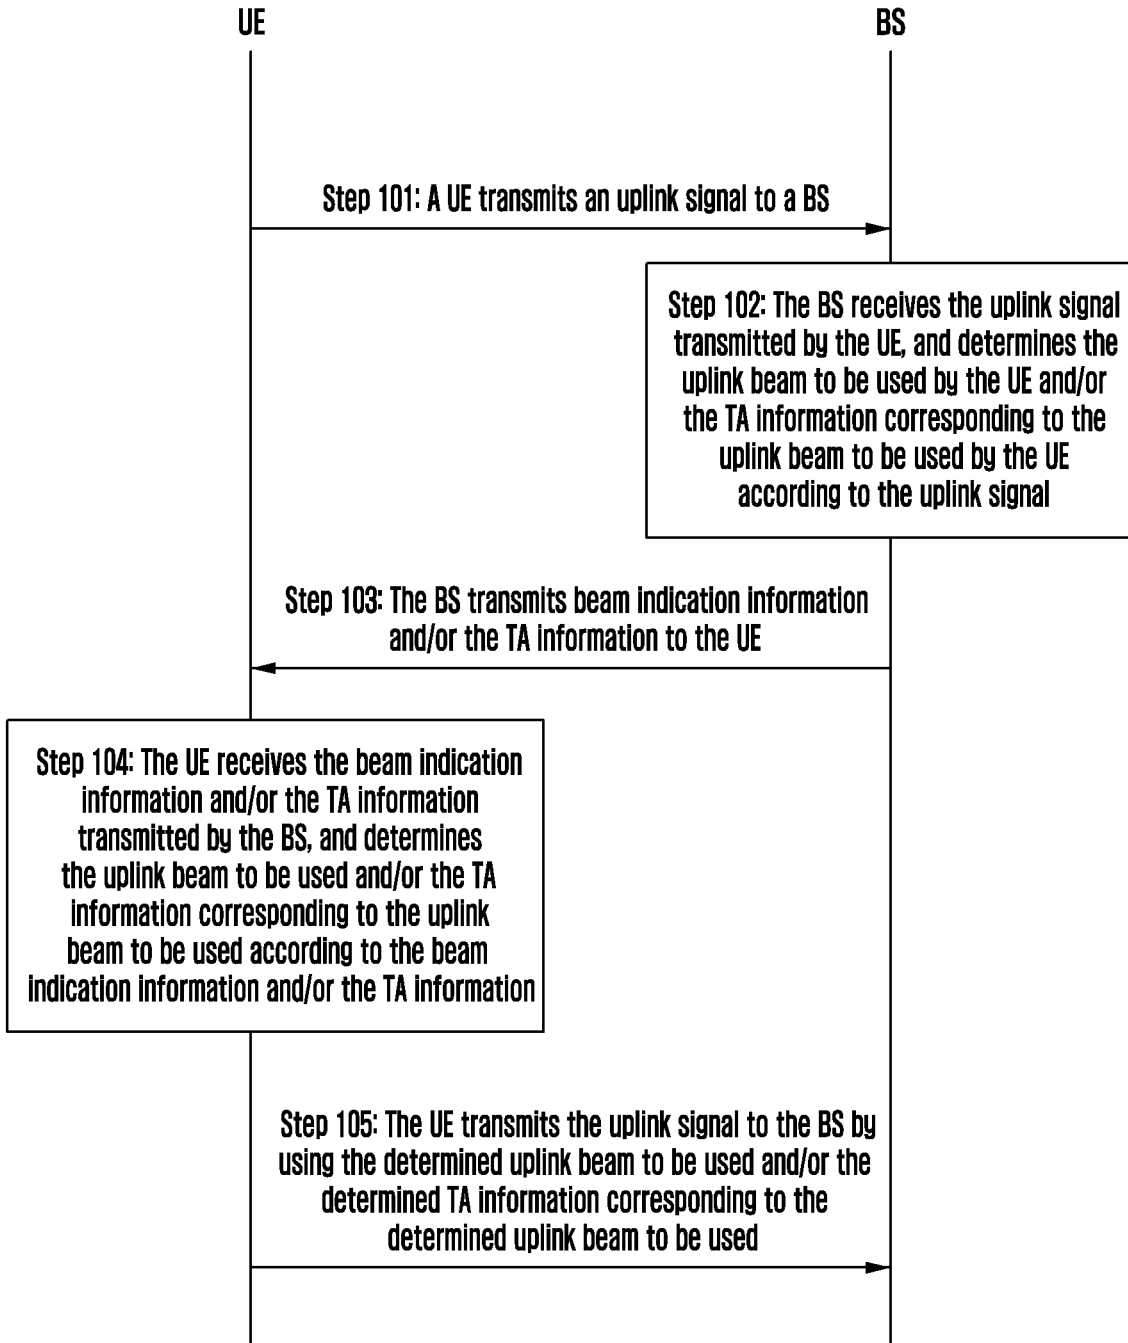 UE
BS
Step 101: A UE transmits an uplink signal to a BS
Step 102: The BS receives the uplink signal
transmitted by the UE, and determines the
uplink beam to be used by the UE and/or
the TA information corresponding to the
uplink beam to be used by the UE
according to the uplink signal
Step 103: The BS transmits beam indication information
and/or the TA information to the UE
Step 104: The UE receives the beam indication
information and/or the TA information
transmitted by the BS, and determines
the uplink beam to be used and/or the TA
information corresponding to the uplink
beam to be used according to the beam
indication information and/or the TA information
Step 105: The UE transmits the uplink signal to the BS by
using the determined uplink beam to be used and/or the
determined TA information corresponding to the
determined uplink beam to be used